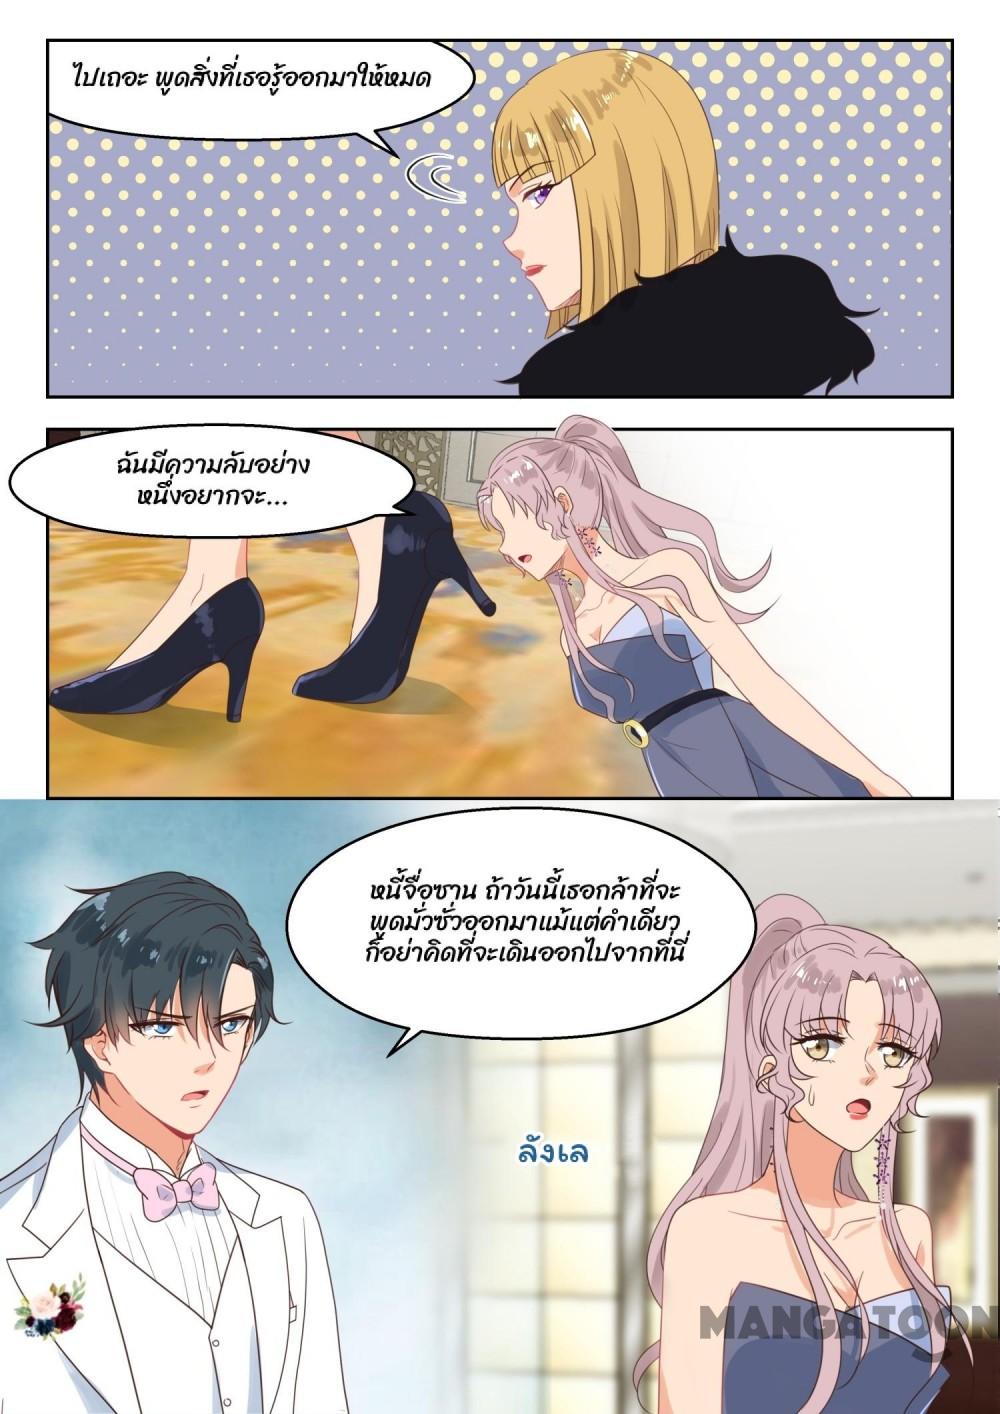 ไปเถอะ พูดสิ่งที่เธอรู้ออกมาให้หมด
ฉันมีความลับอย่าง
หนึ่งอยากจะ...
หนี้จื่อซาน ถ้าวันนี้เธอกล้าที่จะ
พูดมั่วซั่วออกมาแม้แต่คำเดียว
ก็อย่าคิดที่จะเดินออกไปจากที่นี่
ลังเล
MANGATOON